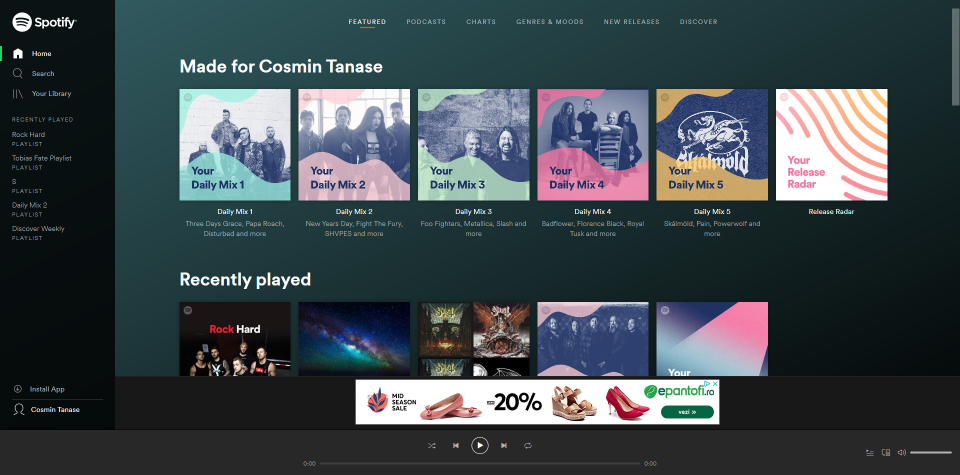 Spotify
Home
Search
Your Library
RECENTLY PLAYED
Rock Hard
PLAYLIST
Tobias Fate Playlist
PLAYLIST
S
PLAYLIST
Daily Mix 2
PLAYLIST
Discover Weekly
PLAYLIST
Install App
Cosmin Tanase
FEATURED PODCASTS CHARTS GENRES & MOODS NEW RELEASES DISCOVER
Made for Cosmin Tanase
Your
Daily Mix 1
Daily Mix 1
Three Days Grace, Papa Roach,
Disturbed and more
Your
Daily Mix 2
Daily Mix 2
New Years Day, Fight The Fury,
SHVPES and more
Your
Daily Mix 3
Daily Mix 3
Foo Fighters, Metallica, Slash and
more
Your
Daily Mix 4
Daily Mix 4
Badflower, Florence Black, Royal
Tusk and more
Skálmöld
Your
Daily Mix 5
Daily Mix 5
Skálmöld, Pain, Powerwolf and
more
Your
Release
Radar
Release Radar
Recently played
Rock Hard
Your
MID
SEASON
SALE
-20%
epantofi.ro
vezi »
0:00
0:00